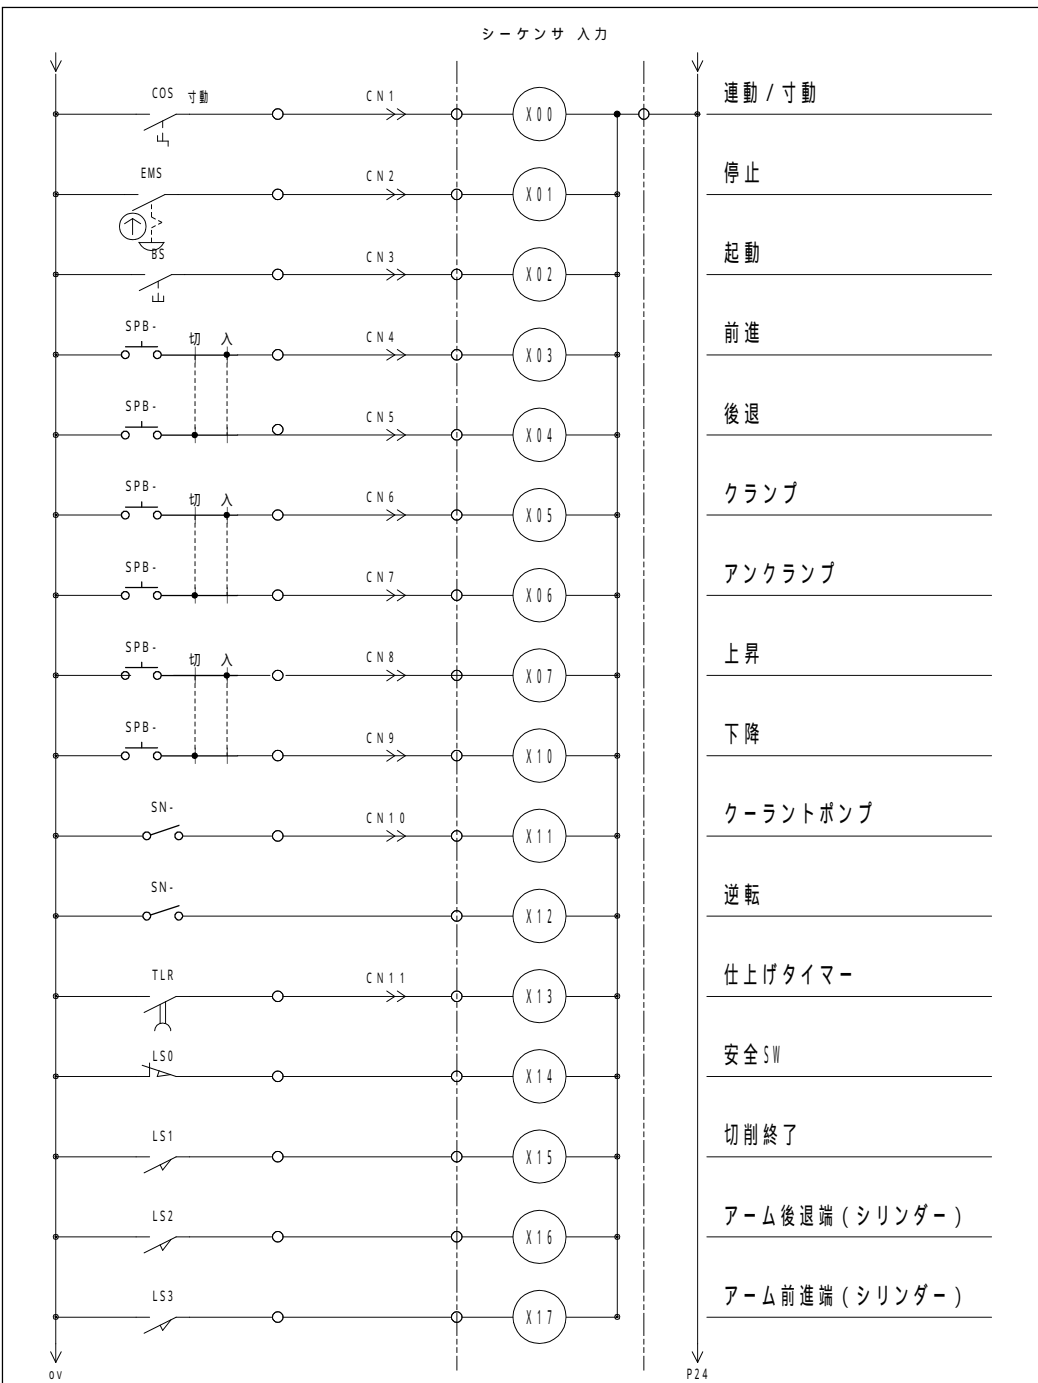 シーケンサ 入力
COS 寸動 CN1 X00 連動/寸動
EMS CN2 X01 停止
BS CN3 X02 起動
SPB- 切 入 CN4 X03 前進
SPB- CN5 X04 後退
SPB- 切 入 CN6 X05 クランプ
SPB- CN7 X06 アンクランプ
SPB- 切 入 CN8 X07 上昇
SPB- CN9 X10 下降
SN- CN10 X11 クーラントポンプ
SN- X12 逆転
TLR CN11 X13 仕上げタイマー
LS0 X14 安全SW
LS1 X15 切削終了
LS2 X16 アーム後退端(シリンダー)
LS3 X17 アーム前進端(シリンダー)
0V P24